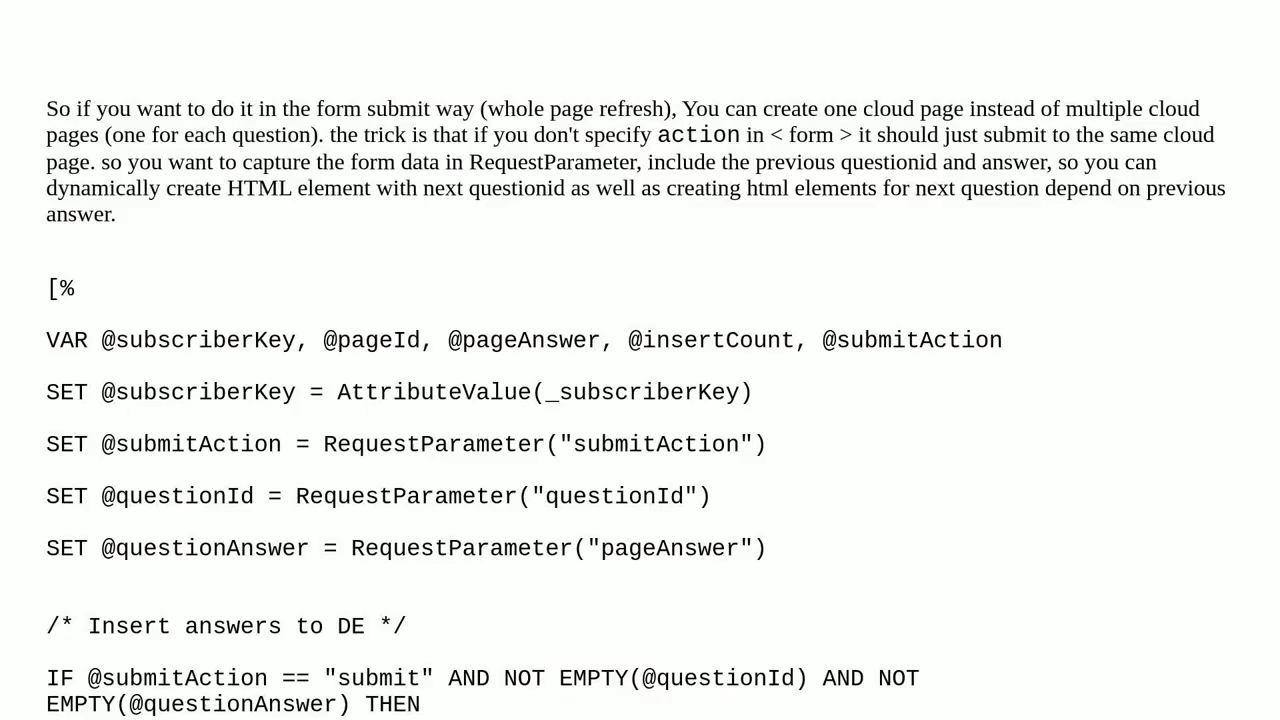 So if you want to do it in the form submit way (whole page refresh), You can create one cloud page instead of multiple cloud
pages (one for each question). the trick is that if you don't specify action in < form > it should just submit to the same cloud
page. so you want to capture the form data in RequestParameter, include the previous questionid and answer, so you can
dynamically create HTML element with next questionid as well as creating html elements for next question depend on previous
answer.
[%
VAR @subscriberKey, @pageId, @pageAnswer, @insertCount, @submitAction
SET @subscriberKey = AttributeValue(_subscriberKey)
SET @submitAction = RequestParameter("submitAction")
SET @questionId = RequestParameter("questionId")
SET @questionAnswer = RequestParameter("pageAnswer")
/* Insert answers to DE */
IF @submitAction == "submit" AND NOT EMPTY(@questionId) AND NOT
EMPTY(@questionAnswer) THEN